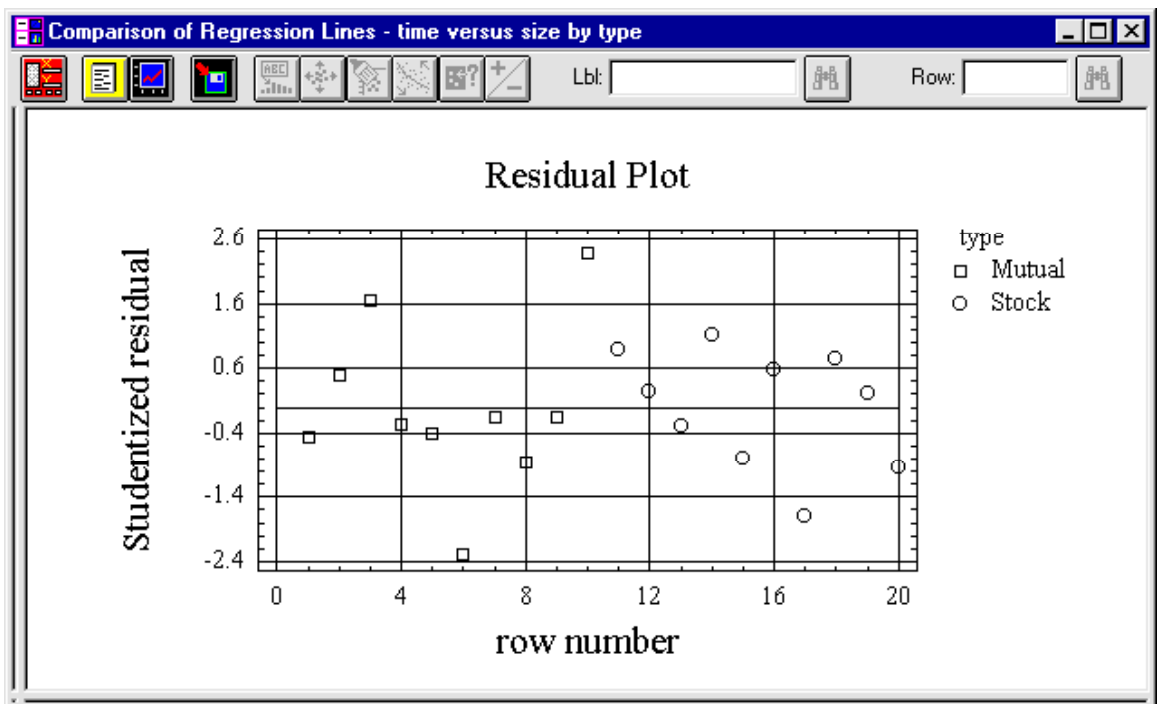 Comparison of Regression Lines - time versus size by type
ABC
Lbl:
Row:
Residual Plot
Studentized residual
2.6
1.6
0.6
-0.4
-1.4
-2.4
0 4 8 12 16 20
row number
type
Mutual
Stock